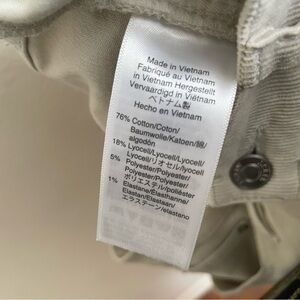 Made in Vietnam
Fabriqué au Vietnam
in Vietnam Hergestellt
Vervaardigd in Viëtnam
ベトナム製
Hecho en Vietnam
76% Cotton/Coton/
Baumwolle/Katoen/綿/
algodón
18% Lyocell/Lyocell/Lyocell/
Lyocell/リオセル/lyocell
5% Polyester/Polyester/
Polyester/Polyester/
ポリエステル/poliéster
1% Elastane/Élasthanne/
Elastan/Elastaan/
エラステーン/elastano